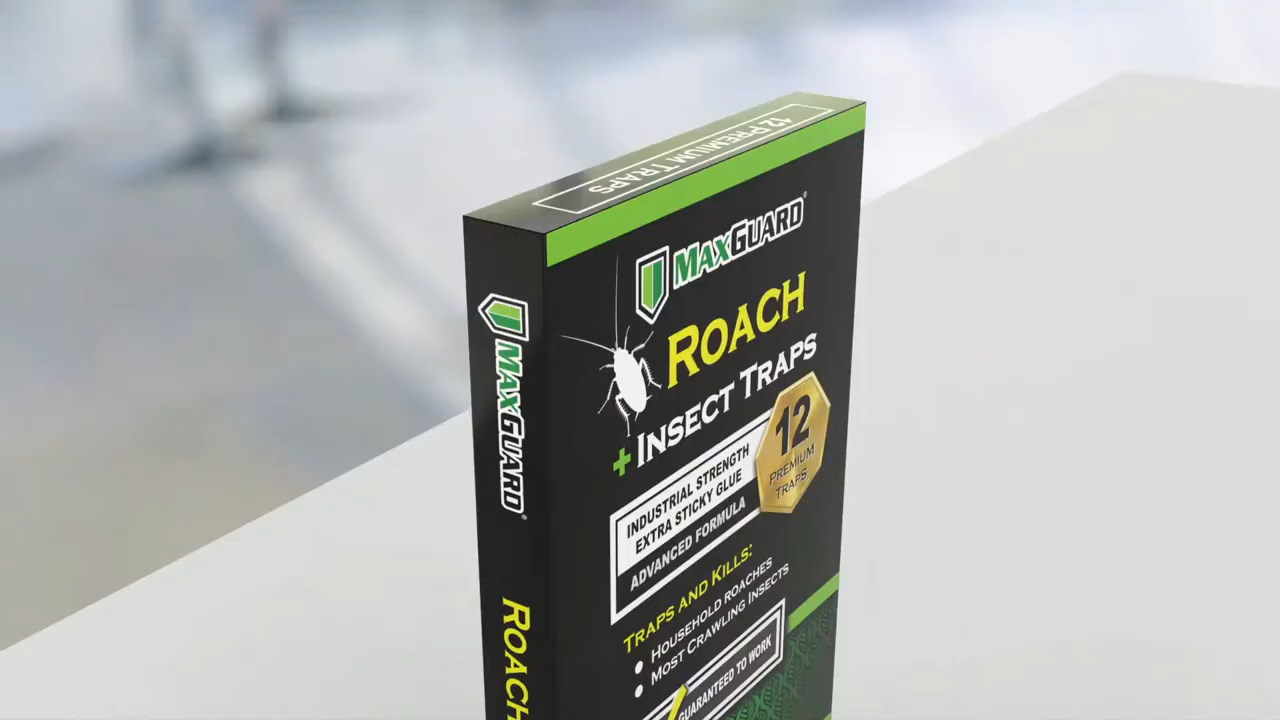 12 PREMIUM TRAPS
MAXGUARD®
ROACH
+ INSECT TRAPS
12
PREMIUM
TRAPS
INDUSTRIAL STRENGTH
EXTRA STICKY GLUE
ADVANCED FORMULA
TRAPS AND KILLS:
• HOUSEHOLD ROACHES
• MOST CRAWLING INSECTS
GUARANTEED TO WORK
MAXGUARD®
ROACH